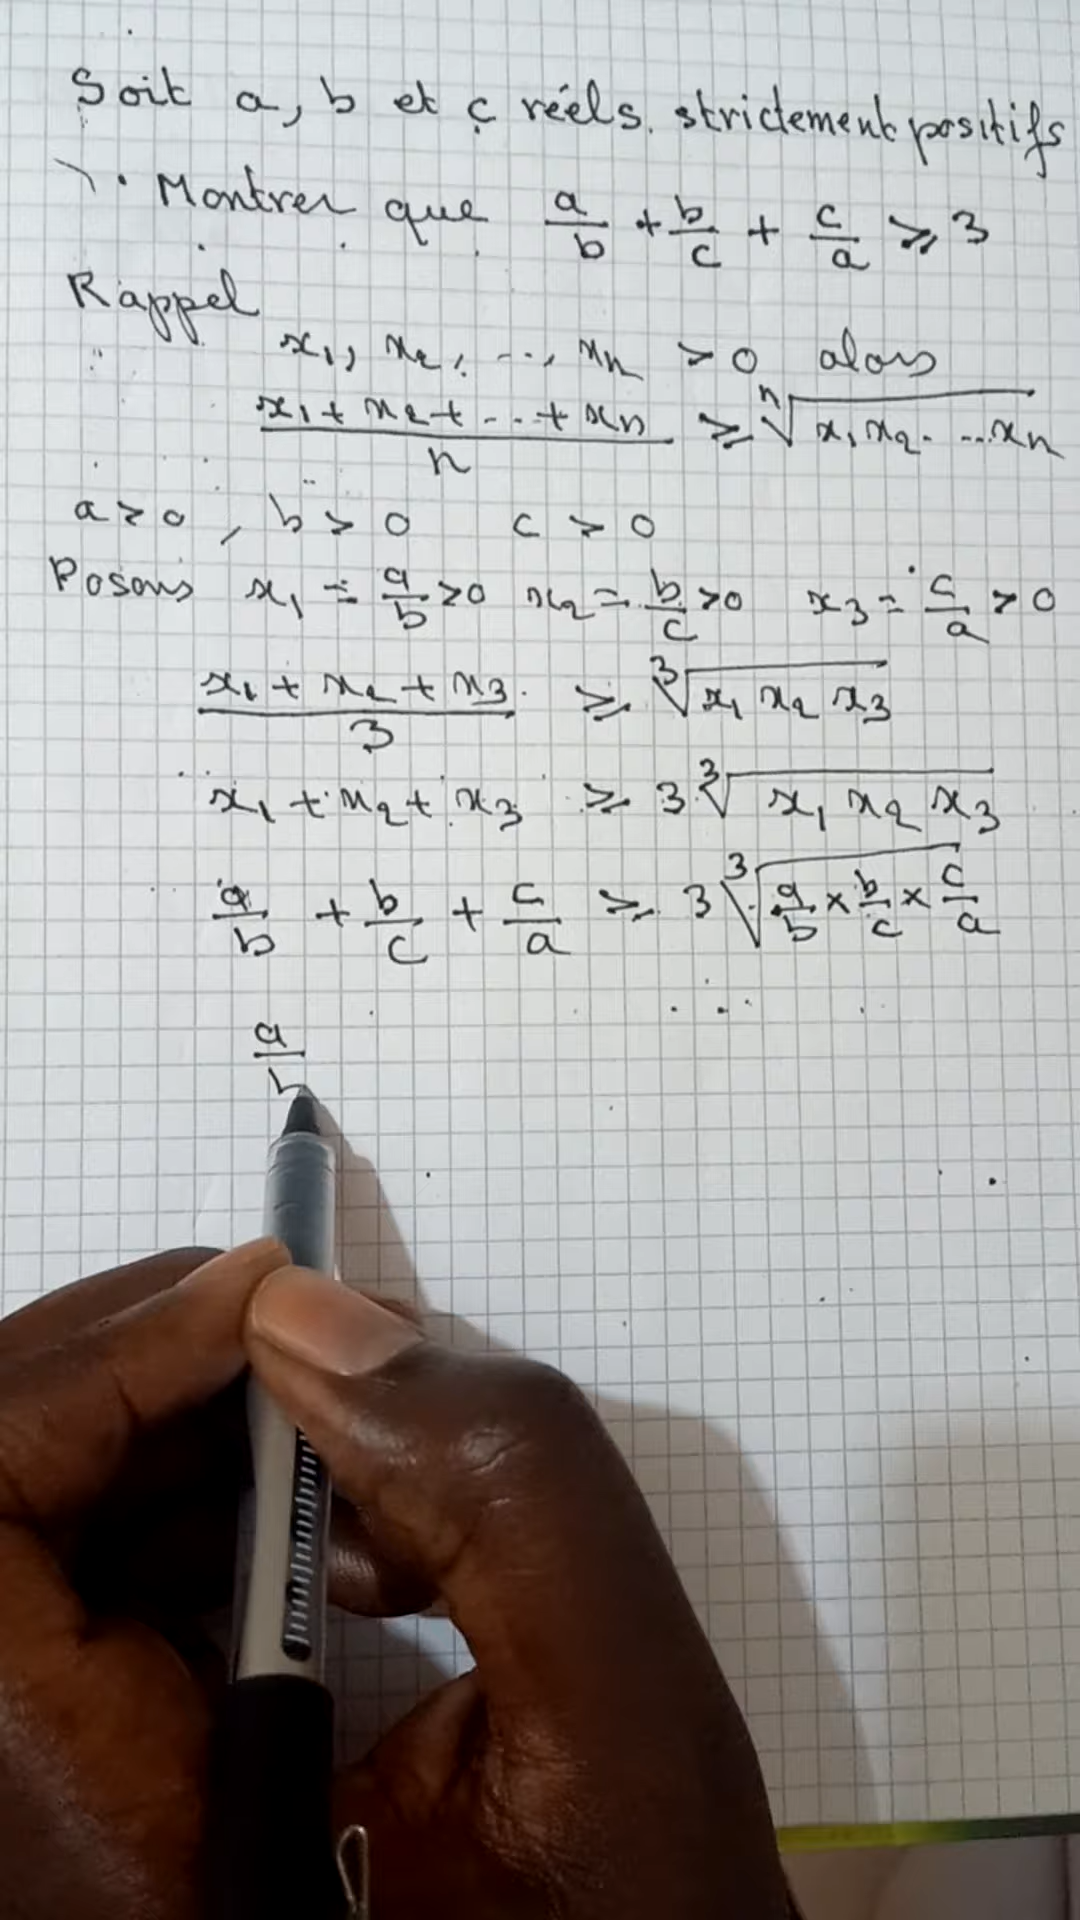 Soit a, b et c réels strictement positifs
• Montrer que a/b + b/c + c/a ⩾ 3
Rappel
x₁, x₂, ..., xₙ > 0 alors
(x₁ + x₂ + ... + xₙ)/n ⩾ ⁿ√(x₁ x₂ ... xₙ)
a > 0, b > 0 c > 0
Posons x₁ = a/b > 0 x₂ = b/c > 0 x₃ = c/a > 0
(x₁ + x₂ + x₃)/3 ⩾ ³√(x₁ x₂ x₃)
x₁ + x₂ + x₃ ⩾ 3 ³√(x₁ x₂ x₃)
a/b + b/c + c/a ⩾ 3 ³√(a/b × b/c × c/a)
a/b